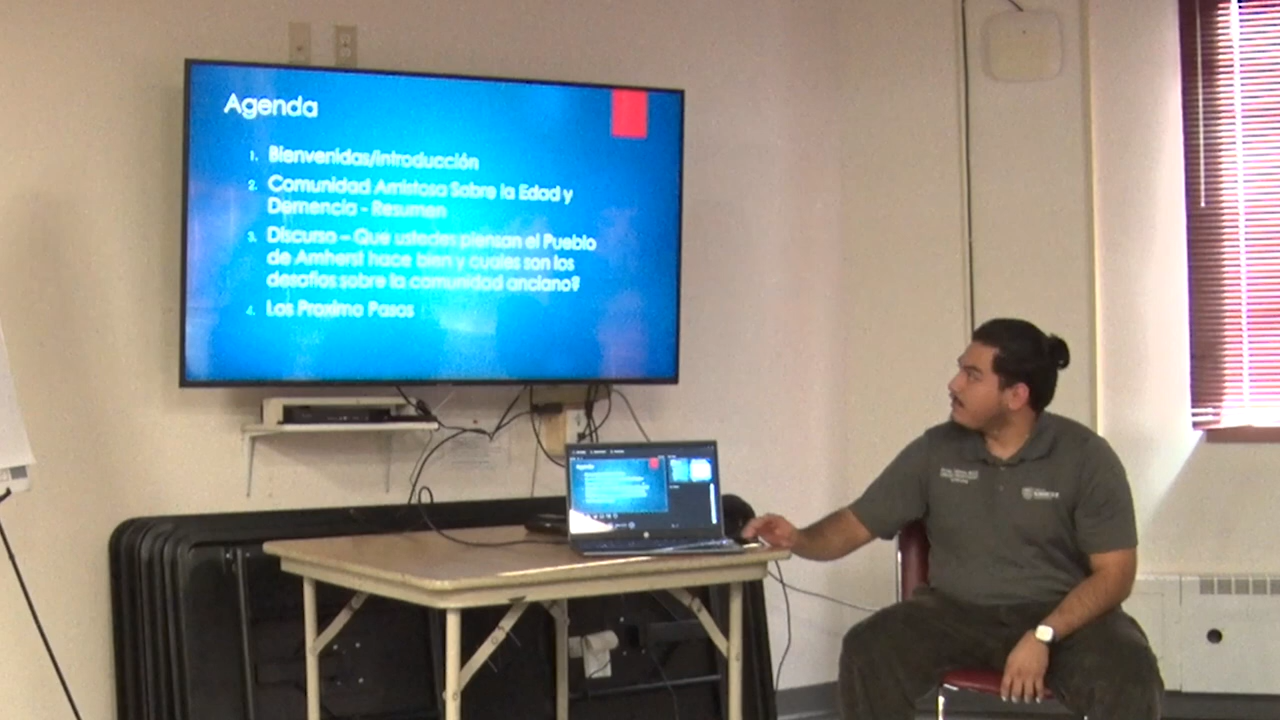 Agenda
1. Bienvenidas/Introducción
2. Comunidad Amistosa Sobre la Edad y
Demencia - Resumen
3. Discurso – Que ustedes piensan el Pueblo
de Amherst hace bien y cuales son los
desafios sobre la comunidad anciano?
4. Los Proximo Pasos
Agenda